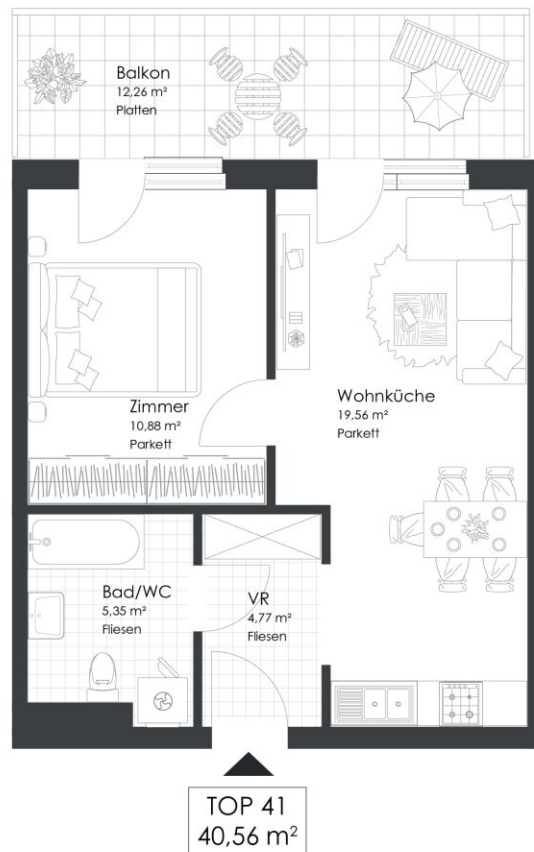 Balkon
12,26 m²
Platten
Zimmer
10,88 m²
Parkett
Wohnküche
19,56 m²
Parkett
Bad/WC
5,35 m²
Fliesen
VR
4,77 m²
Fliesen
TOP 41
40,56 m²